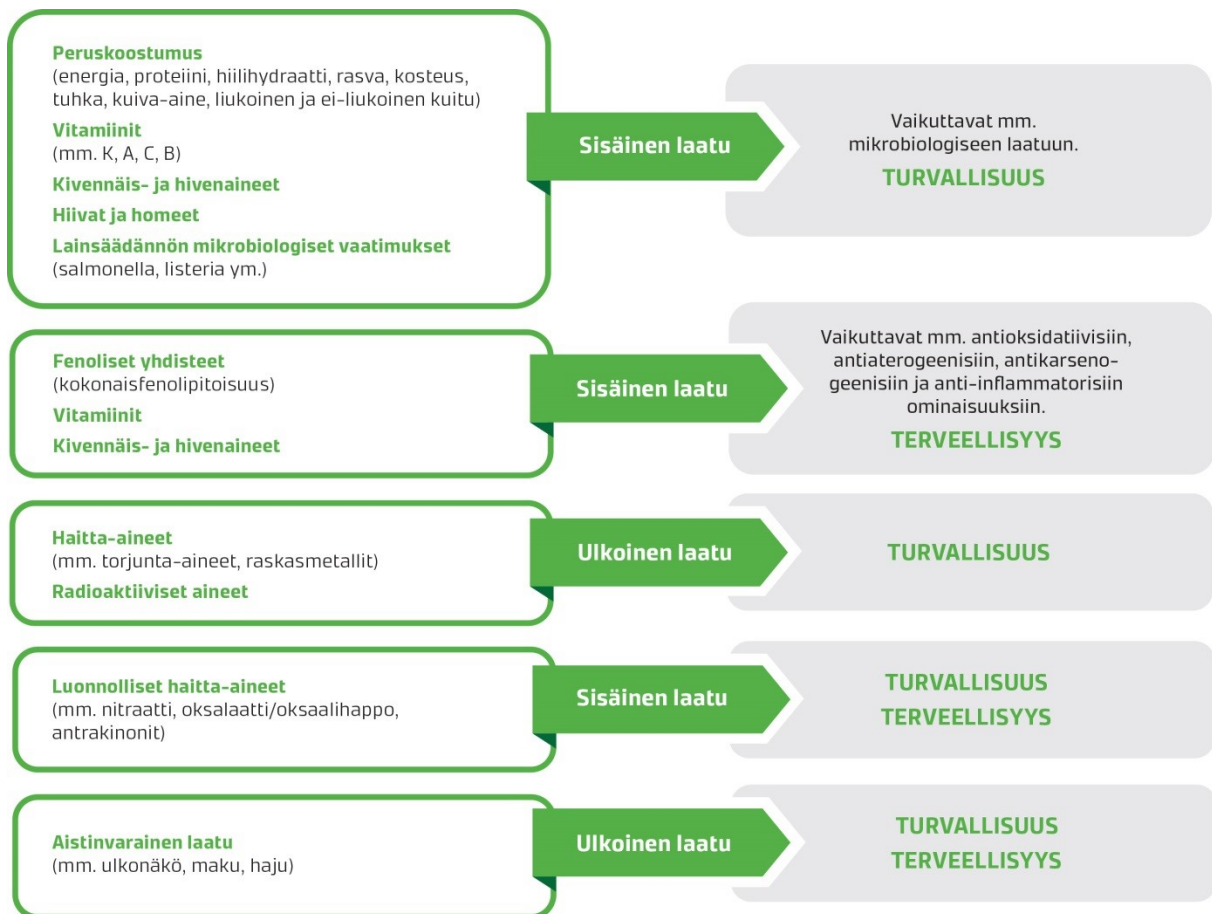 Peruskoostumus
(energia, proteiini, hiilihydraatti, rasva, kosteus,
tuhka, kuiva-aine, liukoinen ja ei-liukoinen kuitu)
Vitamiinit
(mm. K, A, C, B)
Kivennäis- ja hivenaineet
Hiivat ja homeet
Lainsäädännön mikrobiologiset vaatimukset
(salmonella, listeria ym.)
Sisäinen laatu
Vaikuttavat mm.
mikrobiologiseen laatuun.
TURVALLISUUS
Fenoliset yhdisteet
(kokonaisfenolipitoisuus)
Vitamiinit
Kivennäis- ja hivenaineet
Sisäinen laatu
Vaikuttavat mm. antioksidatiivisiin,
antiaterogeenisiin, antikarseno-
geenisiin ja anti-inflammatorisiin
ominaisuuksiin.
TERVEELLISYYS
Haitta-aineet
(mm. torjunta-aineet, raskasmetallit)
Radioaktiiviset aineet
Ulkoinen laatu
TURVALLISUUS
Luonnolliset haitta-aineet
(mm. nitraatti, oksalaatti/oksaalihappo,
antrakinonit)
Sisäinen laatu
TURVALLISUUS
TERVEELLISYYS
Aistinvarainen laatu
(mm. ulkonäkö, maku, haju)
Ulkoinen laatu
TURVALLISUUS
TERVEELLISYYS